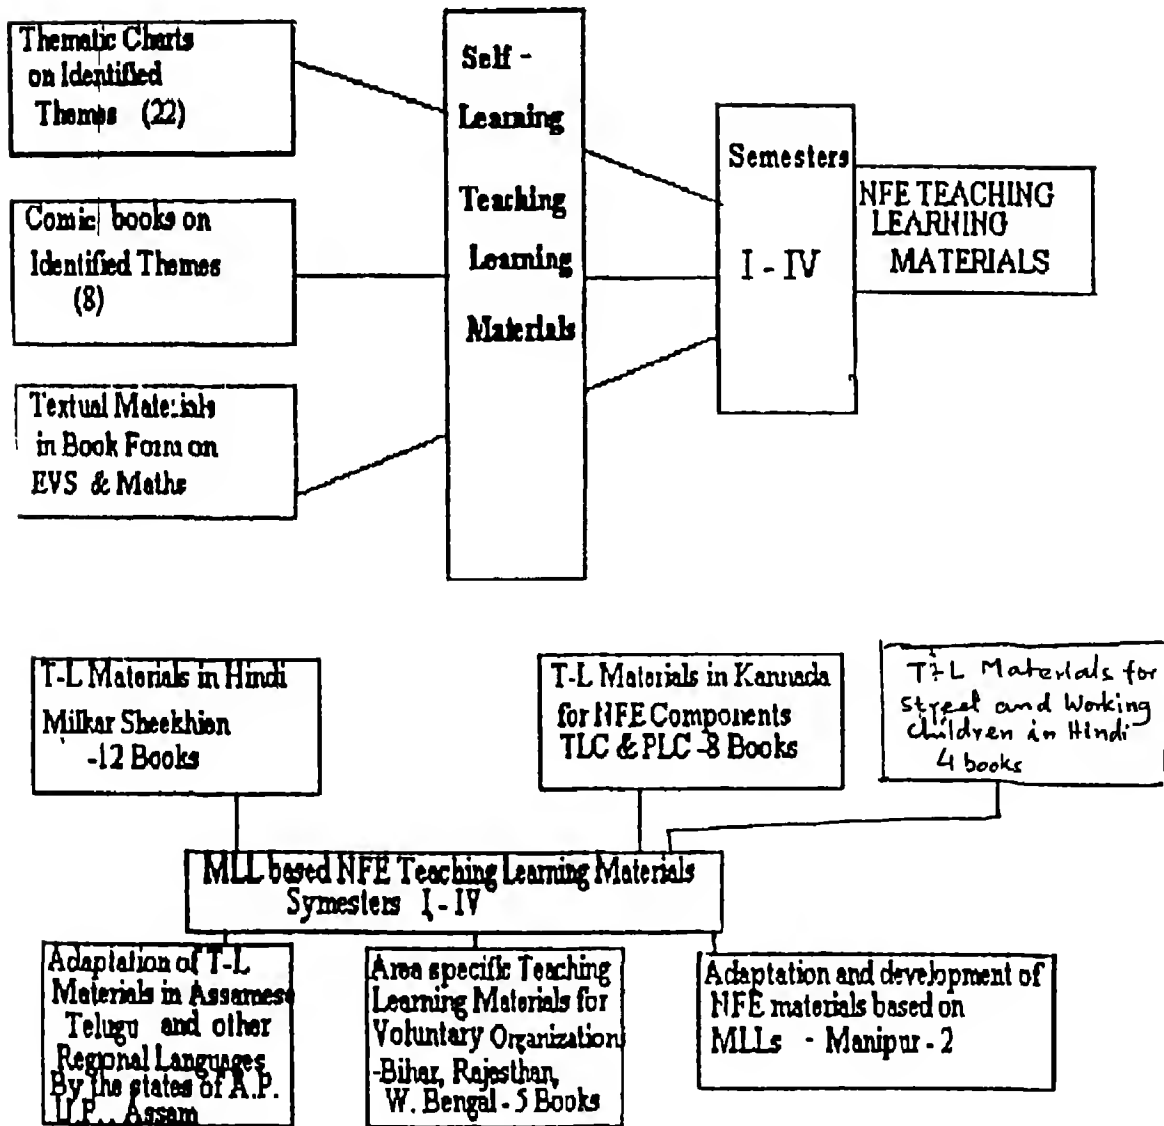 Thematic Charts
on Identified
Themes (22)
Comic books on
Identified Themes
(8)
Textual Materials
in Book Form on
EVS & Maths
Self -
Learning
Teaching
Learning
Materials
Semesters
I - IV
NFE TEACHING
LEARNING
MATERIALS
T-L Materials in Hindi
Milkar Sheekhien
-12 Books
T-L Materials in Kannada
for NFE Components
TLC & PLC -8 Books
T-L Materials for
street and Working
children in Hindi
4 books
MLL based NFE Teaching Learning Materials
Symesters I - IV
Adaptation of T-L
Materials in Assamese
Telugu and other
Regional Languages
By the states of A.P.
U.P., Assam
Area specific Teaching
Learning Materials for
Voluntary Organization
-Bihar, Rajesthan,
W. Bengal - 5 Books
Adaptation and development of
NFE materials based on
MLLs - Manipur - 2